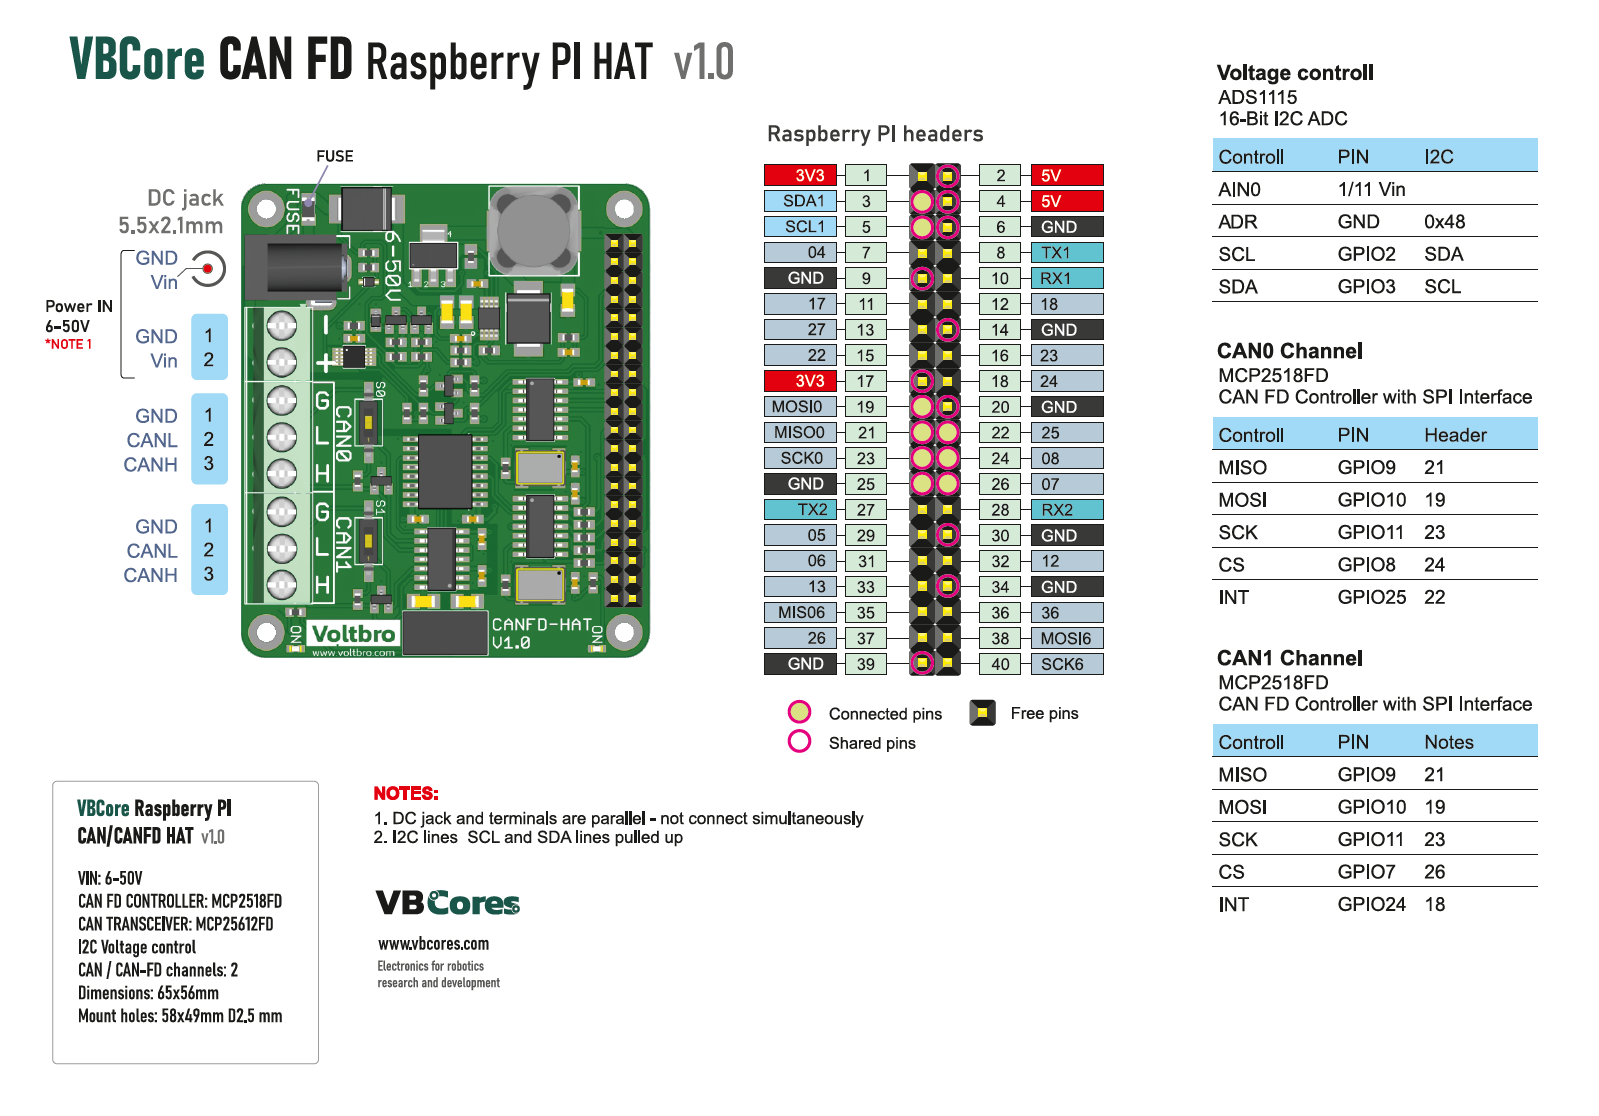 VBCore CAN FD Raspberry PI HAT v1.0
FUSE
DC jack
5.5x2.1mm
GND
Vin
Power IN
6-50V
*NOTE 1
GND 1
Vin 2
GND 1
CANL 2
CANH 3
GND 1
CANL 2
CANH 3
FUSE
6-50V
1 2 3
4
- 
+
S0
G
L
H
CAN0
S1
G
L
H
CAN1
ON
Voltbro
www.voltbro.com
CANFD-HAT
V1.0
ON
Raspberry PI headers
3V3 1 2 5V
SDA1 3 4 5V
SCL1 5 6 GND
04 7 8 TX1
GND 9 10 RX1
17 11 12 18
27 13 14 GND
22 15 16 23
3V3 17 18 24
MOSI0 19 20 GND
MISO0 21 22 25
SCK0 23 24 08
GND 25 26 07
TX2 27 28 RX2
05 29 30 GND
06 31 32 12
13 33 34 GND
MIS06 35 36 36
26 37 38 MOSI6
GND 39 40 SCK6
Connected pins
Free pins
Shared pins
Voltage controll
ADS1115
16-Bit I2C ADC
Controll PIN I2C
AIN0 1/11 Vin
ADR GND 0x48
SCL GPIO2 SDA
SDA GPIO3 SCL
CAN0 Channel
MCP2518FD
CAN FD Controller with SPI Interface
Controll PIN Header
MISO GPIO9 21
MOSI GPIO10 19
SCK GPIO11 23
CS GPIO8 24
INT GPIO25 22
CAN1 Channel
MCP2518FD
CAN FD Controller with SPI Interface
Controll PIN Notes
MISO GPIO9 21
MOSI GPIO10 19
SCK GPIO11 23
CS GPIO7 26
INT GPIO24 18
VBCore Raspberry PI
CAN/CANFD HAT v1.0
VIN: 6-50V
CAN FD CONTROLLER: MCP2518FD
CAN TRANSCEIVER: MCP25612FD
I2C Voltage control
CAN / CAN-FD channels: 2
Dimensions: 65x56mm
Mount holes: 58x49mm D2.5 mm
NOTES:
1. DC jack and terminals are parallel - not connect simultaneously
2. I2C lines SCL and SDA lines pulled up
VBCores
www.vbcores.com
Electronics for robotics
research and development